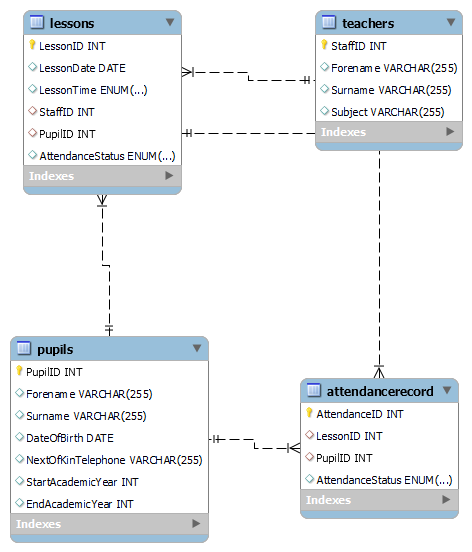 lessons
LessonID INT
LessonDate DATE
LessonTime ENUM(...)
StaffID INT
PupilID INT
AttendanceStatus ENUM(...)
Indexes
teachers
StaffID INT
Forename VARCHAR(255)
Surname VARCHAR(255)
Subject VARCHAR(255)
Indexes
pupils
PupilID INT
Forename VARCHAR(255)
Surname VARCHAR(255)
DateOfBirth DATE
NextOfKinTelephone VARCHAR(255)
StartAcademicYear INT
EndAcademicYear INT
Indexes
attendancerecord
AttendanceID INT
LessonID INT
PupilID INT
AttendanceStatus ENUM(...)
Indexes